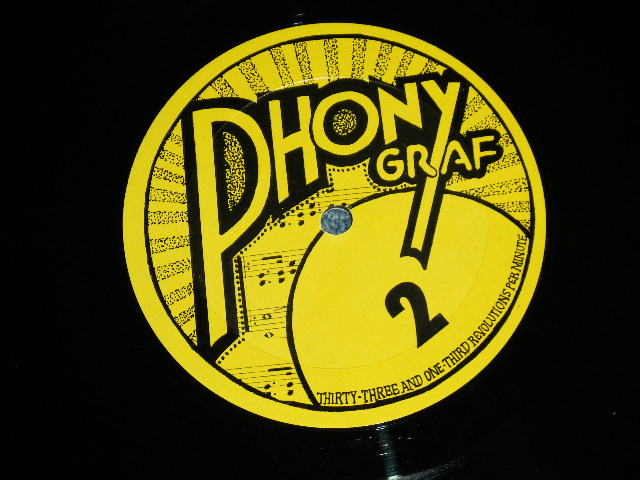 PHONY
GRAF
2
THIRTY-THREE AND ONE-THIRD REVOLUTIONS PER MINUTE